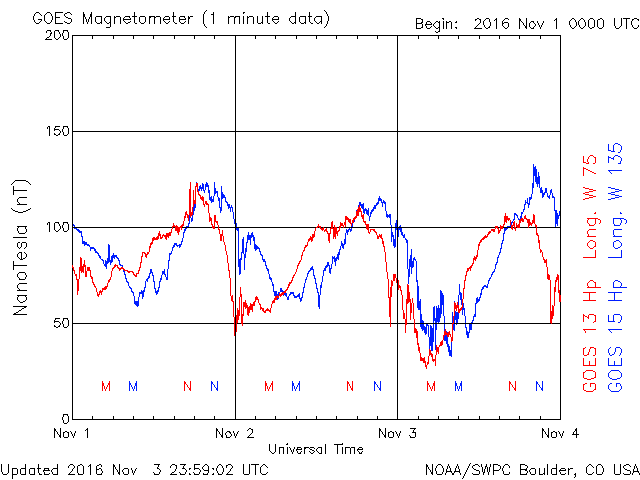 GOES Magnetometer (1 minute data)
Begin: 2016 Nov 1 0000 UTC
200
150
100
50
0
NanoTesla (nT)
M M N N M M N N M M N N
Nov 1 Nov 2 Nov 3 Nov 4
Universal Time
GOES 13 Hp Long. W 75
GOES 15 Hp Long. W 135
Updated 2016 Nov 3 23:59:02 UTC
NOAA/SWPC Boulder, CO USA